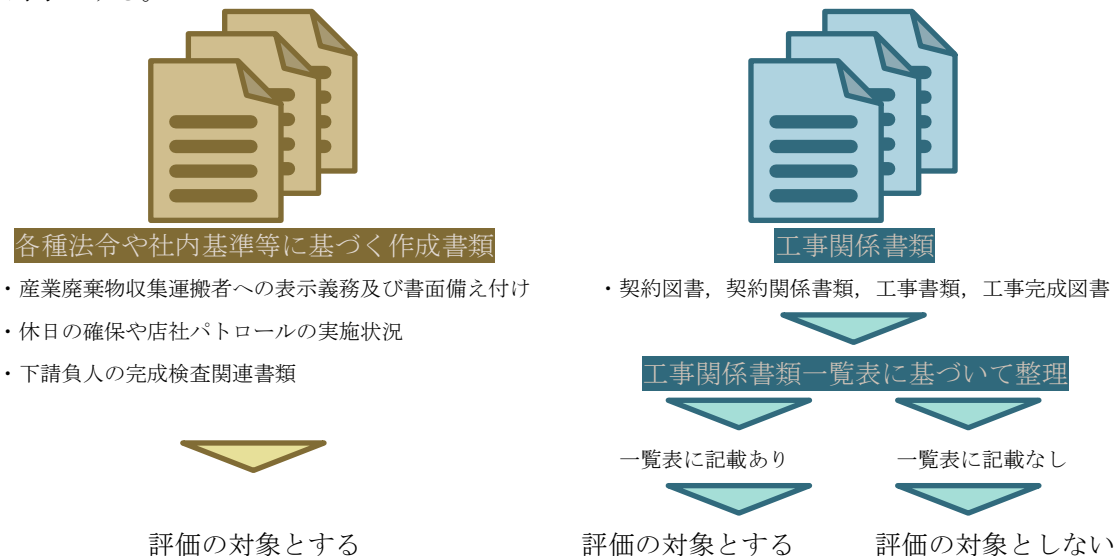 各種法令や社内基準等に基づく作成書類
・産業廃棄物収集運搬者への表示義務及び書面備え付け
・休日の確保や店社パトロールの実施状況
・下請負人の完成検査関連書類
評価の対象とする
工事関係書類
・契約図書，契約関係書類，工事書類，工事完成図書
工事関係書類一覧表に基づいて整理
一覧表に記載あり
一覧表に記載なし
評価の対象とする
評価の対象としない